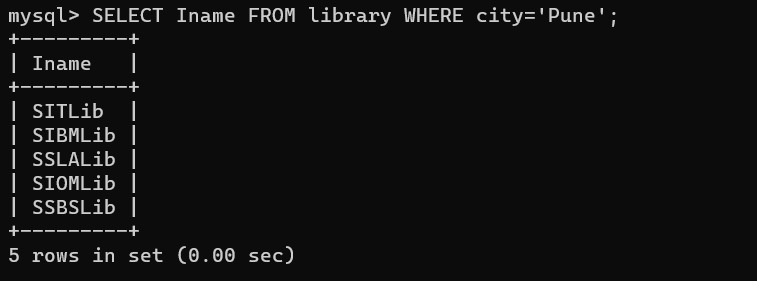 mysql> SELECT Iname FROM library WHERE city='Pune';
+---------+
| Iname   |
+---------+
| SITLib  |
| SIBMLib |
| SSLALib |
| SIOMLib |
| SSBSLib |
+---------+
5 rows in set (0.00 sec)